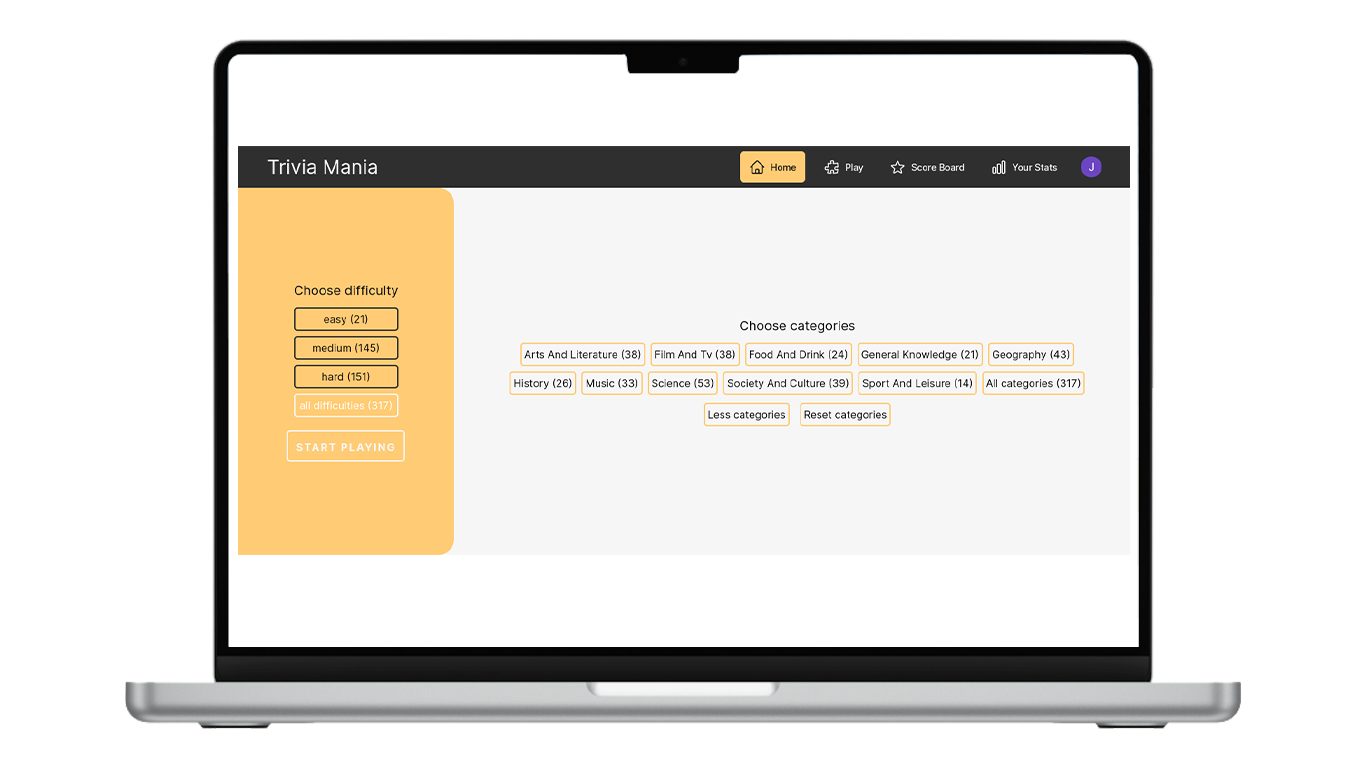 Trivia Mania
Home Play Score Board Your Stats J
Choose difficulty
easy (21)
medium (145)
hard (151)
all difficulties (317)
START PLAYING
Choose categories
Arts And Literature (38) Film And Tv (38) Food And Drink (24) General Knowledge (21) Geography (43)
History (26) Music (33) Science (53) Society And Culture (39) Sport And Leisure (14) All categories (317)
Less categories Reset categories